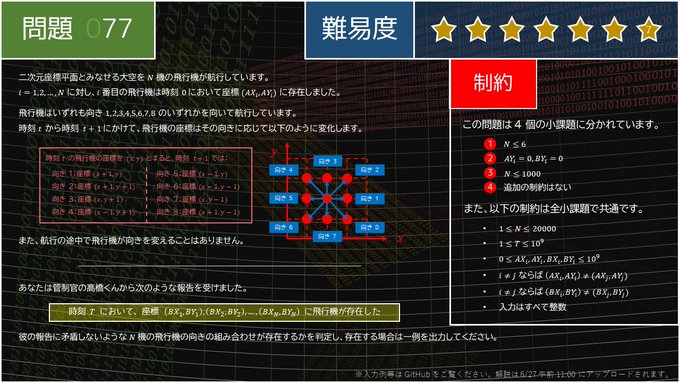 問題 077
難易度
7
二次元座標平面とみなせる大空を N 機の飛行機が航行しています。
i = 1,2,...,N に対し、i 番目の飛行機は時刻 0 において座標 (AXi, AYi) に存在しました。
飛行機はいずれも向き 1,2,3,4,5,6,7,8 のいずれかを向いて航行しています。
時刻 t から時刻 t+1 にかけて、飛行機の座標はその向きに応じて以下のように変化します。
時刻 t の飛行機の座標を (x,y) とすると、時刻 t+1 では:
向き 1:座標 (x+1,y) 向き 5:座標 (x−1,y)
向き 2:座標 (x+1,y+1) 向き 6:座標 (x−1,y−1)
向き 3:座標 (x,y+1) 向き 7:座標 (x,y−1)
向き 4:座標 (x−1,y+1) 向き 8:座標 (x+1,y−1)
y
向き 4 向き 3 向き 2
向き 5 向き 1
向き 6 向き 7 向き 8
x
また、航行の途中で飛行機が向きを変えることはありません。
あなたは管制官の高橋くんから次のような報告を受けました。
時刻 T において、座標 (BX1,BY1),(BX2,BY2),...,(BXN,BYN) に飛行機が存在した
彼の報告に矛盾しないような N 機の飛行機の向きの組み合わせが存在するかを判定し、存在する場合は一例を出力してください。
制約
この問題は 4 個の小課題に分かれています。
1 N ≤ 6
2 AYi = 0, BYi = 0
3 N ≤ 1000
4 追加の制約はない
また、以下の制約は全小課題で共通です。
• 1 ≤ N ≤ 20000
• 1 ≤ T ≤ 10^9
• 0 ≤ AXi, AYi, BXi, BYi ≤ 10^9
• i ≠ j ならば (AXi, AYi) ≠ (AXj, AYj)
• i ≠ j ならば (BXi, BYi) ≠ (BXj, BYj)
• 入力はすべて整数
※入力例等は GitHub をご覧ください。解説は 6/27 午前 11:00 にアップロードされます。